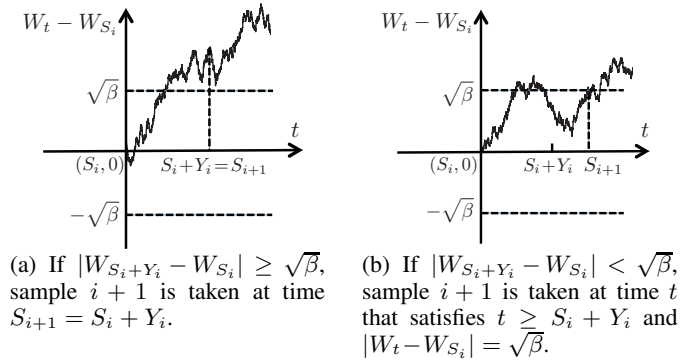 W_t − W_{S_i}
√β
t
(S_i, 0)
S_i+Y_i=S_{i+1}
−√β
(a) If |W_{S_i+Y_i} − W_{S_i}| ≥ √β,
sample i + 1 is taken at time
S_{i+1} = S_i + Y_i.
W_t − W_{S_i}
√β
t
(S_i, 0)
S_i+Y_i
S_{i+1}
−√β
(b) If |W_{S_i+Y_i} − W_{S_i}| < √β,
sample i + 1 is taken at time t
that satisfies t ≥ S_i + Y_i and
|W_t−W_{S_i}| = √β.